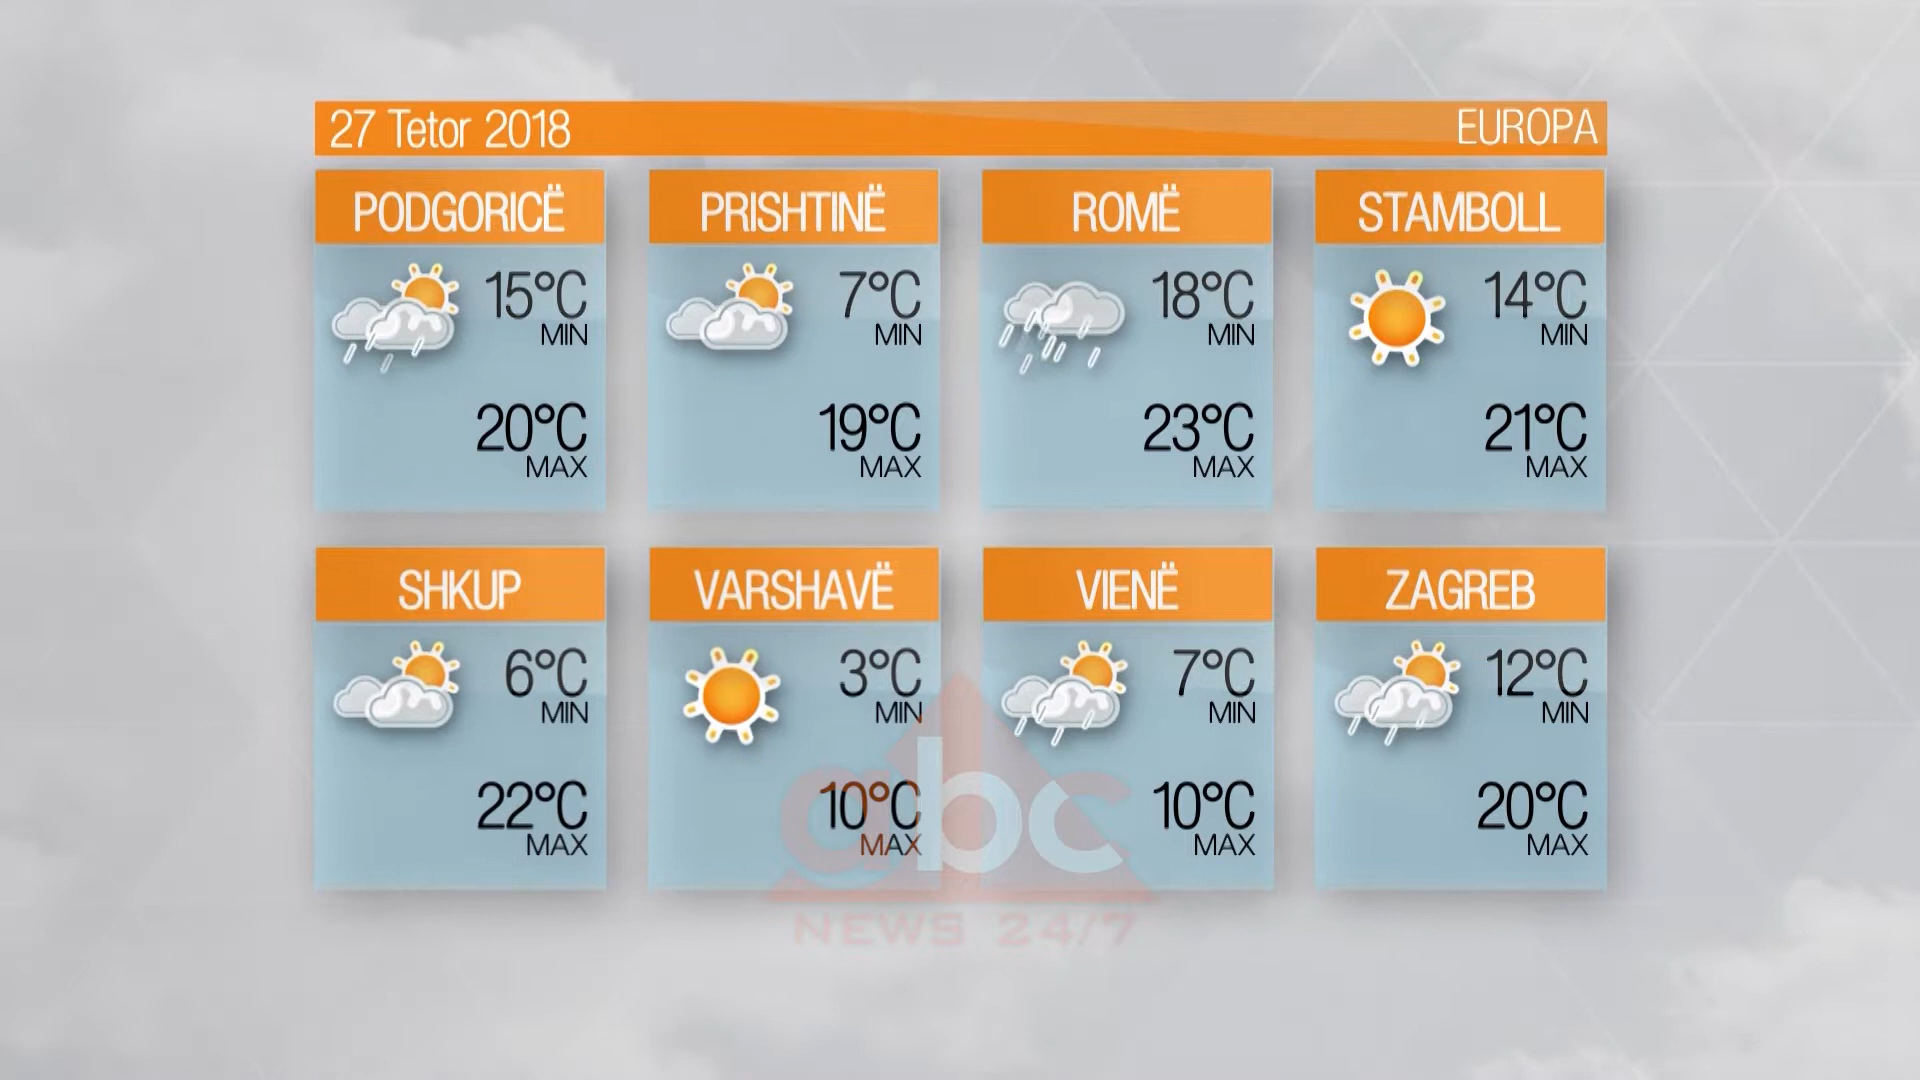 27 Tetor 2018
EUROPA
PODGORICË
15°C
MIN
20°C
MAX
PRISHTINË
7°C
MIN
19°C
MAX
ROMË
18°C
MIN
23°C
MAX
STAMBOLL
14°C
MIN
21°C
MAX
SHKUP
6°C
MIN
22°C
MAX
VARSHAVË
3°C
MIN
10°C
MAX
VIENË
7°C
MIN
10°C
MAX
ZAGREB
12°C
MIN
20°C
MAX
abc
NEWS 24/7